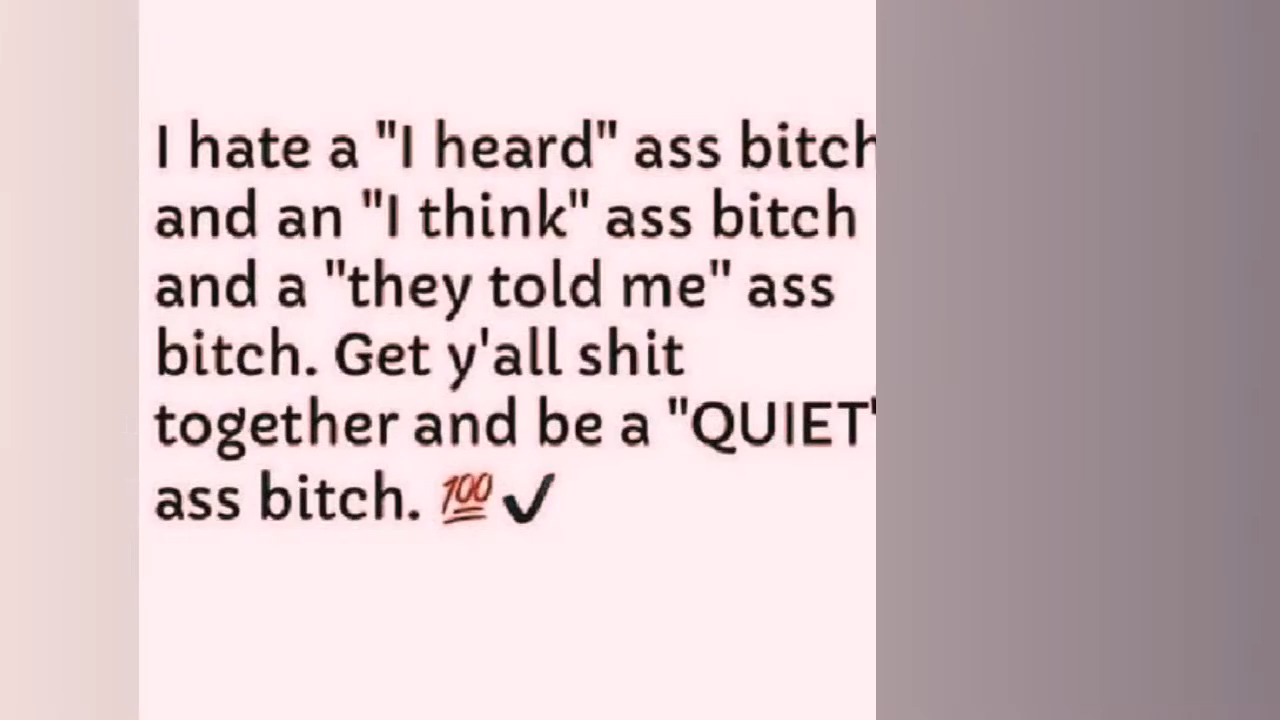 I hate a "I heard" ass bitch
and an "I think" ass bitch
and a "they told me" ass
bitch. Get y'all shit
together and be a "QUIET"
ass bitch. 💯✔